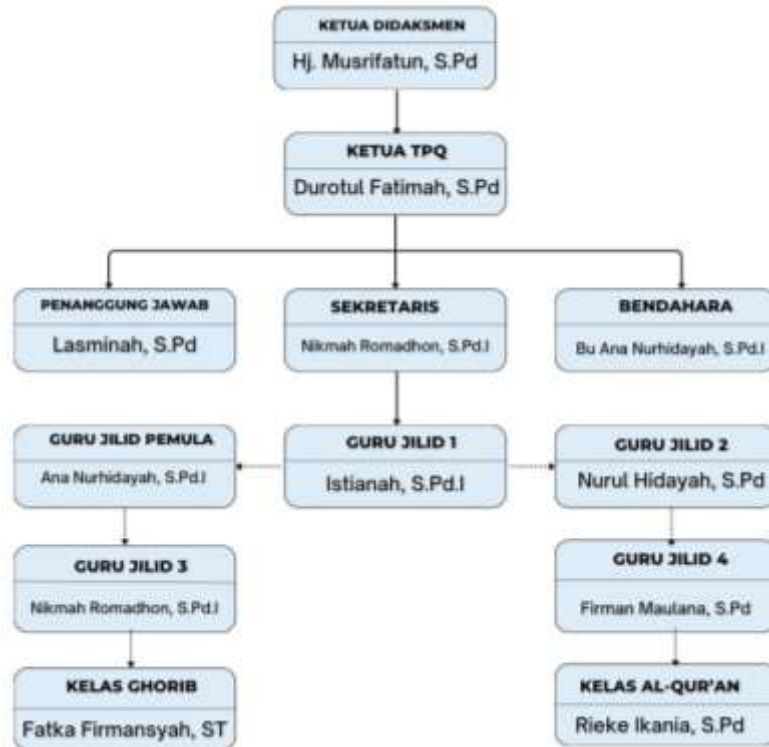 KETUA DIDAKSMEN
Hj. Musrifatun, S.Pd
KETUA TPQ
Durotul Fatimah, S.Pd
PENANGGUNG JAWAB
Lasminah, S.Pd
SEKRETARIS
Nikmah Romadhon, S.Pd.I
BENDAHARA
Bu Ana Nurhidayah, S.Pd.I
GURU JILID PEMULA
Ana Nurhidayah, S.Pd.I
GURU JILID 1
Istianah, S.Pd.I
GURU JILID 2
Nurul Hidayah, S.Pd
GURU JILID 3
Nikmah Romadhon, S.Pd.I
GURU JILID 4
Firman Maulana, S.Pd
KELAS GHORIB
Fatka Firmansyah, ST
KELAS AL-QUR'AN
Rieke Ikania, S.Pd